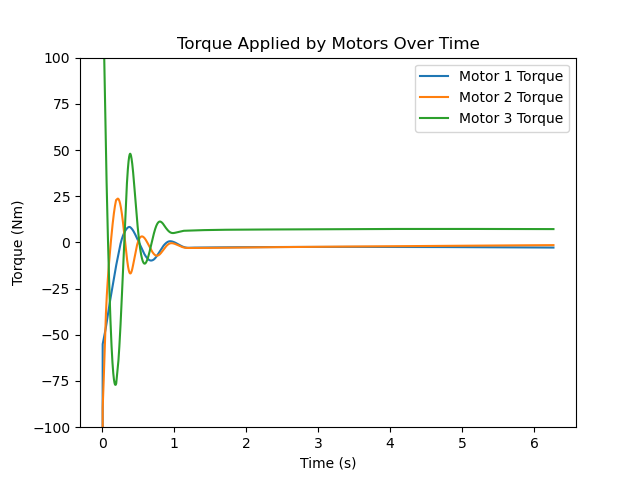 Torque Applied by Motors Over Time
Motor 1 Torque
Motor 2 Torque
Motor 3 Torque
Torque (Nm)
100
75
50
25
0
−25
−50
−75
−100
0 1 2 3 4 5 6
Time (s)